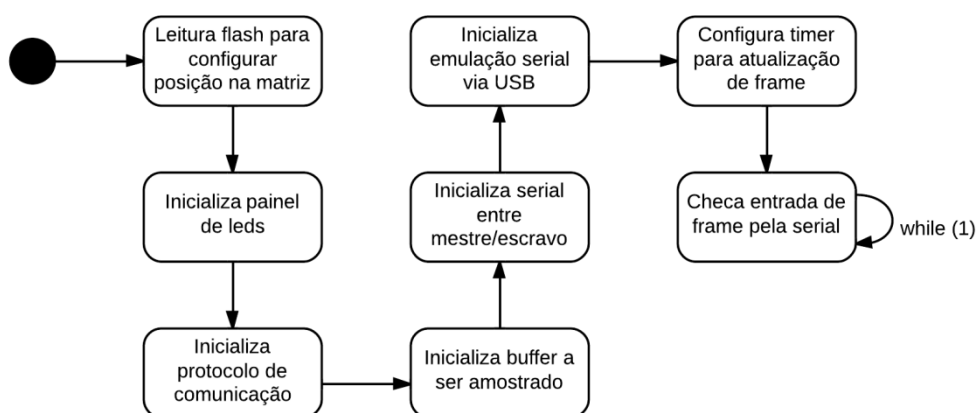 Leitura flash para
configurar
posição na matriz
Inicializa painel
de leds
Inicializa
protocolo de
comunicação
Inicializa buffer a
ser amostrado
Inicializa serial
entre
mestre/escravo
Inicializa
emulação serial
via USB
Configura timer
para atualização
de frame
Checa entrada de
frame pela serial
while (1)